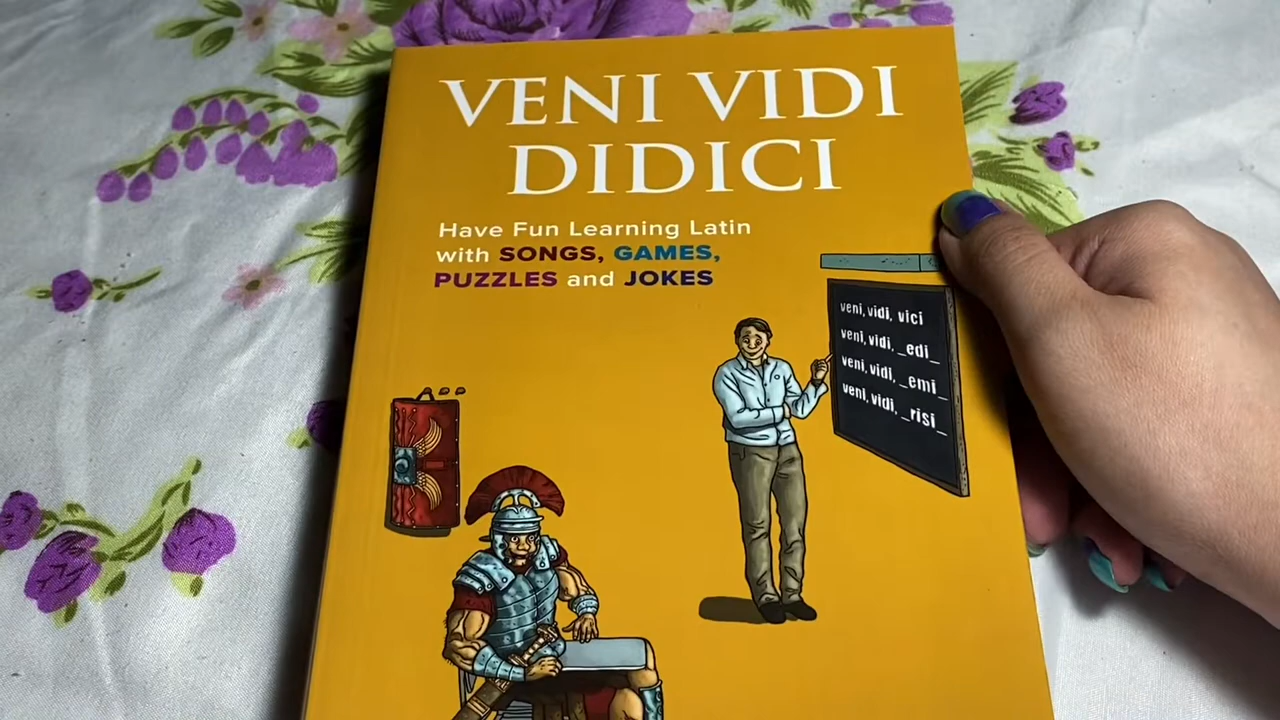 VENI VIDI
DIDICI
Have Fun Learning Latin
with SONGS, GAMES,
PUZZLES and JOKES
veni, vidi, vici
veni, vidi, _edi_
veni, vidi, _emi_
veni, vidi, _risi_